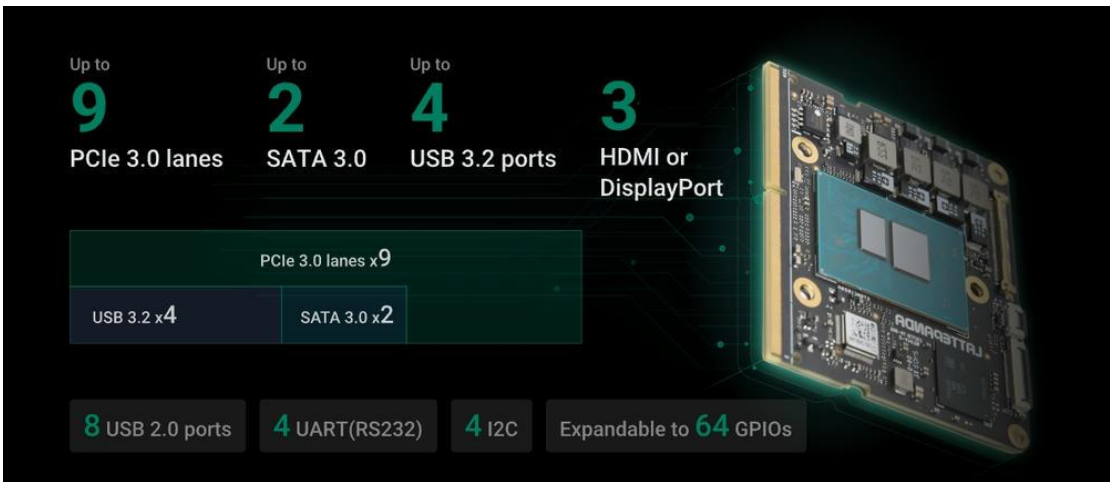 Up to
9
PCIe 3.0 lanes
Up to
2
SATA 3.0
Up to
4
USB 3.2 ports
3
HDMI or
DisplayPort
PCIe 3.0 lanes x9
USB 3.2 x4
SATA 3.0 x2
8 USB 2.0 ports
4 UART(RS232)
4 I2C
Expandable to 64 GPIOs
LATTEPANDA